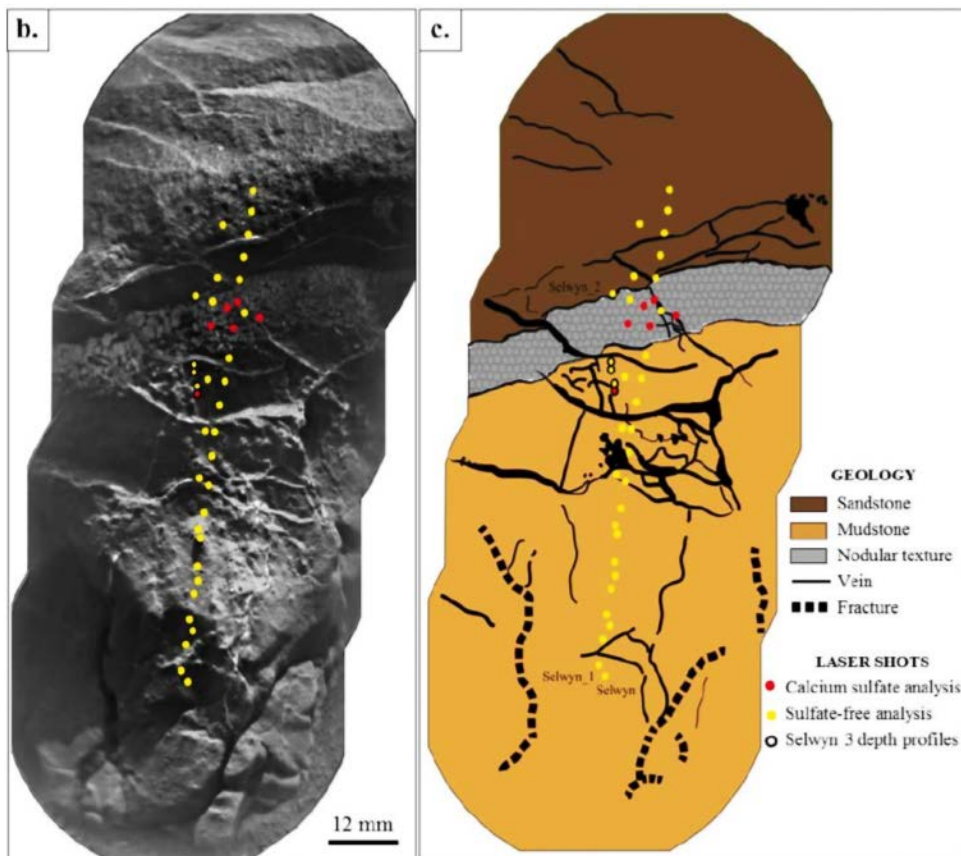 b.
12 mm
c.
Selwyn_2
Selwyn_1
Selwyn
GEOLOGY
Sandstone
Mudstone
Nodular texture
Vein
Fracture
LASER SHOTS
Calcium sulfate analysis
Sulfate-free analysis
Selwyn 3 depth profiles